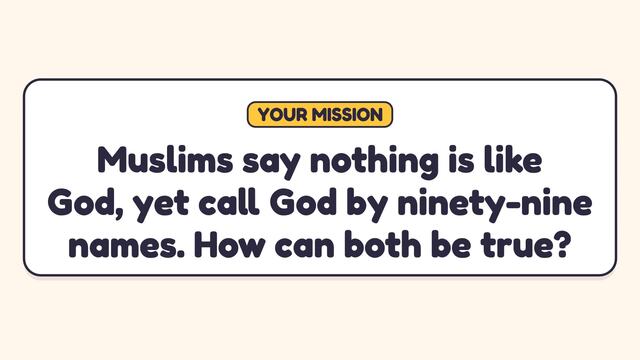 YOUR MISSION
Muslims say nothing is like
God, yet call God by ninety-nine
names. How can both be true?